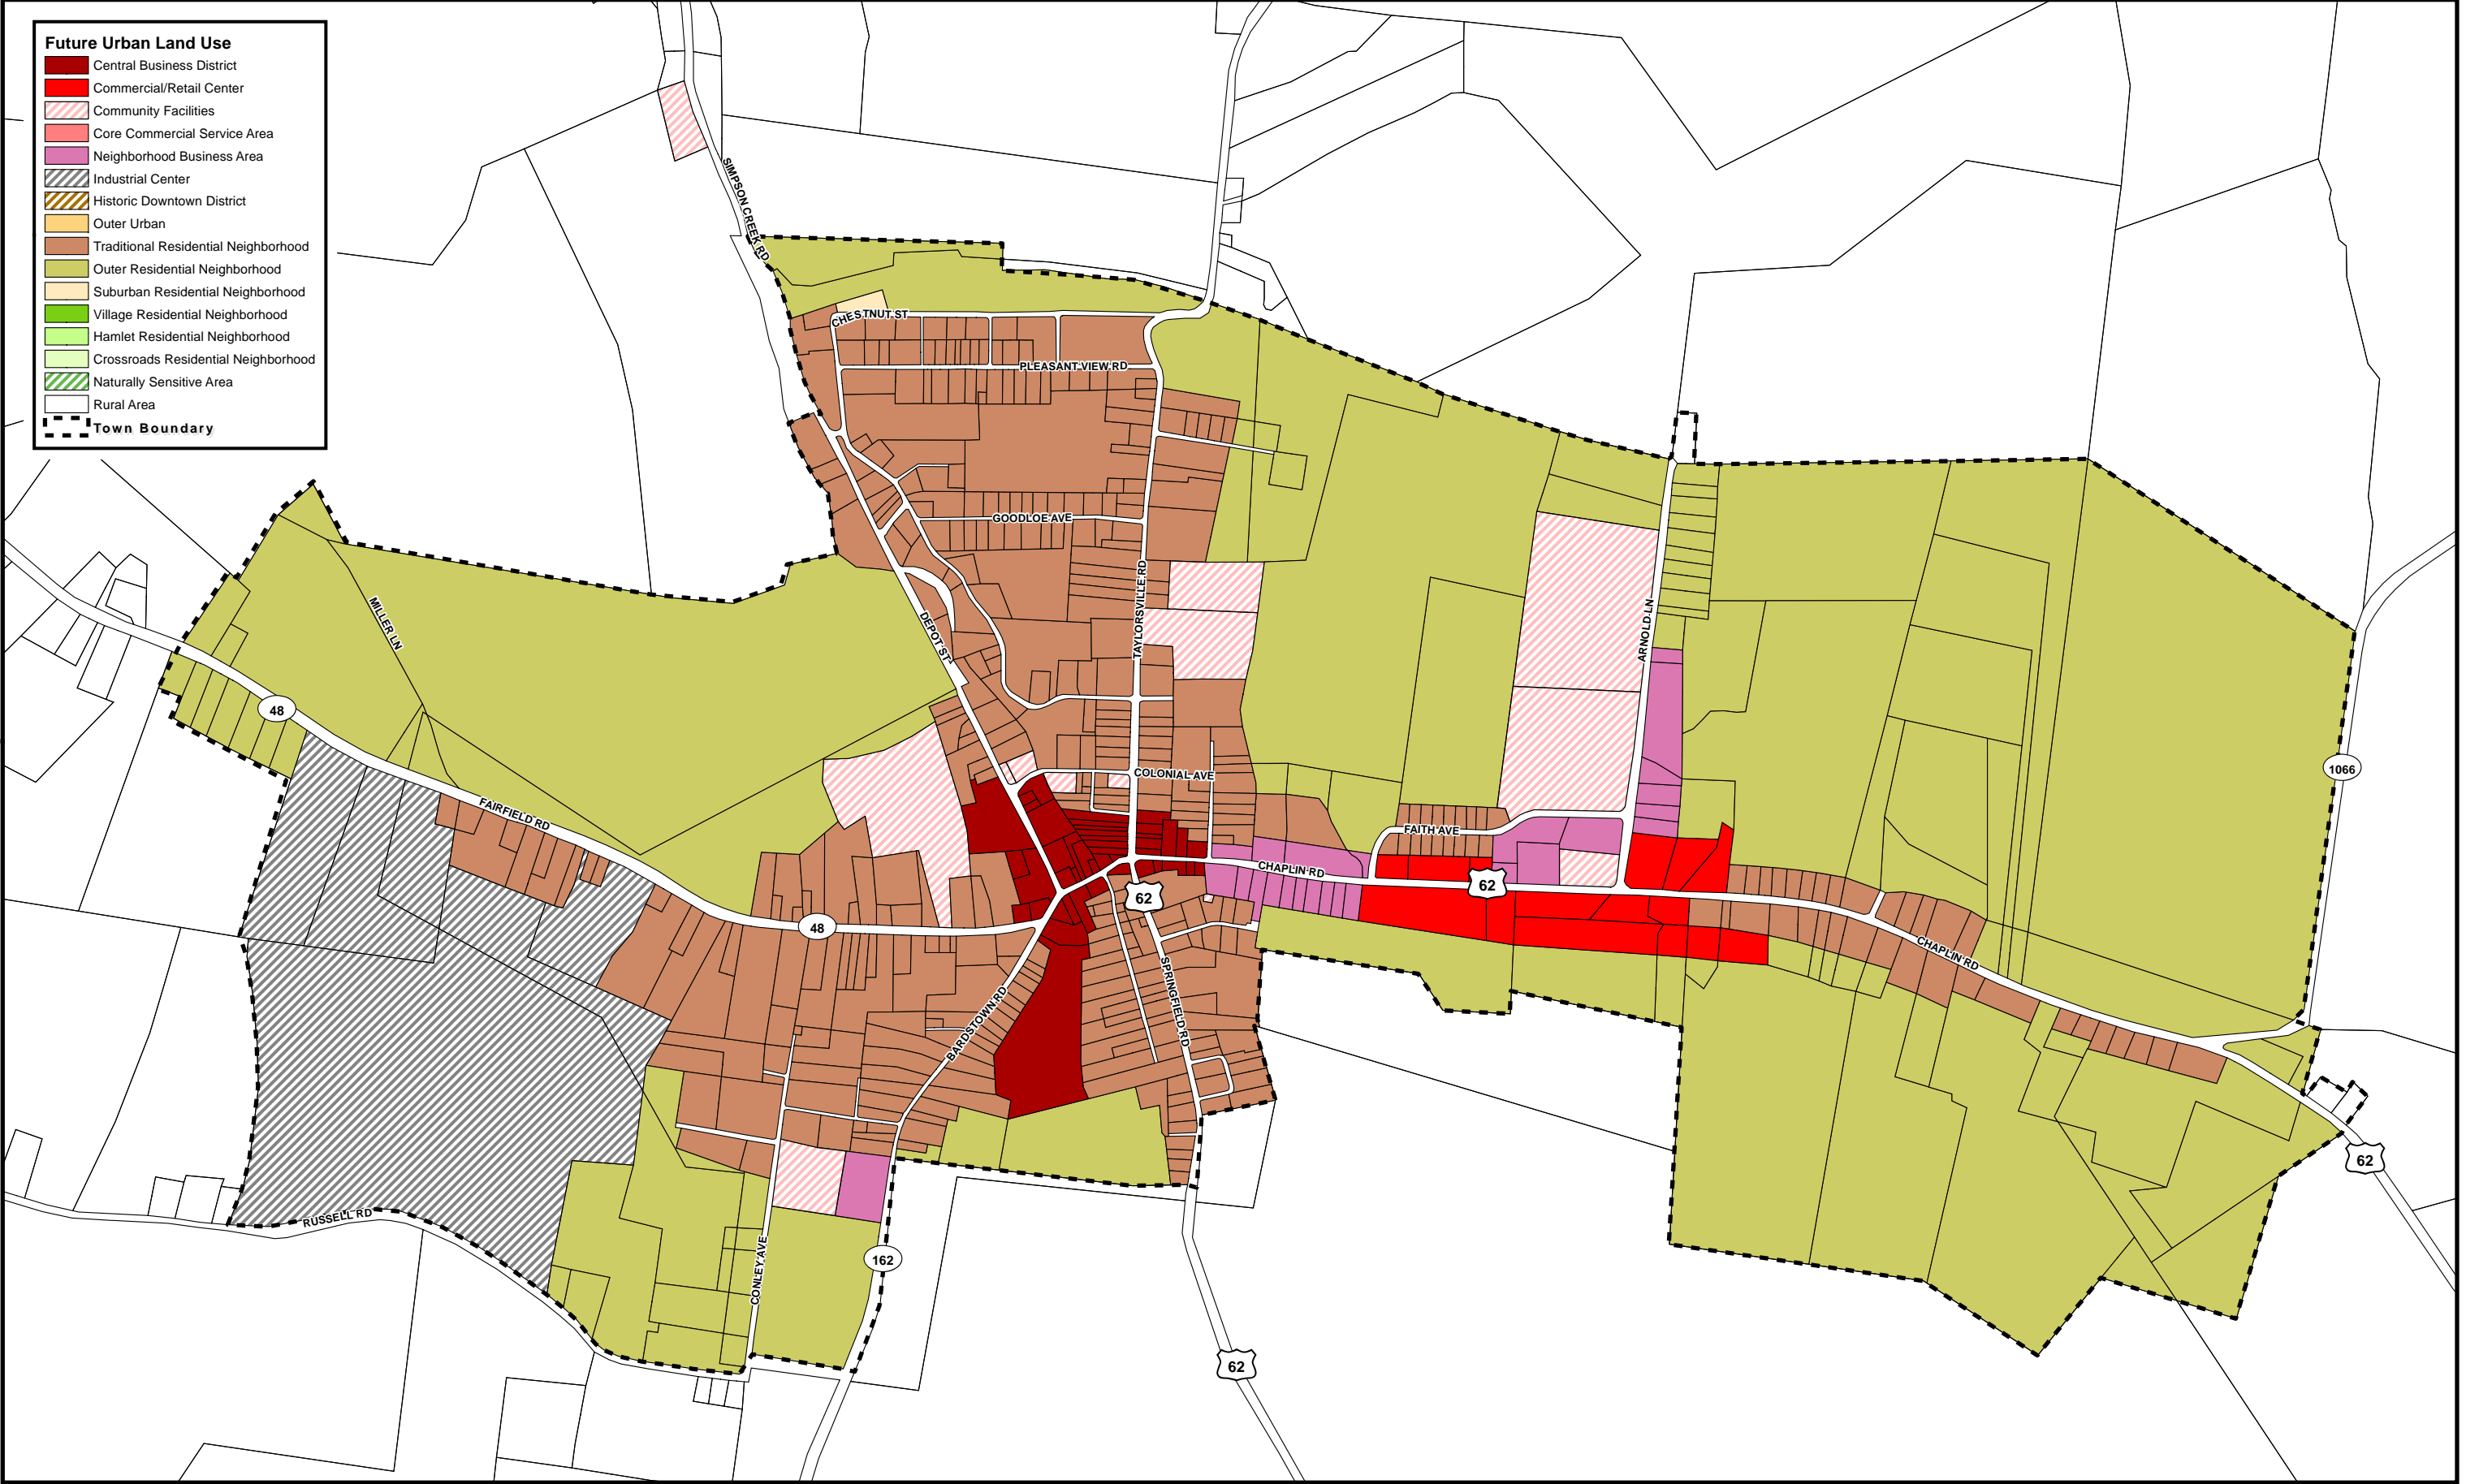 Future Urban Land Use
Central Business District
Commercial/Retail Center
Community Facilities
Core Commercial Service Area
Neighborhood Business Area
Industrial Center
Historic Downtown District
Outer Urban
Traditional Residential Neighborhood
Outer Residential Neighborhood
Suburban Residential Neighborhood
Village Residential Neighborhood
Hamlet Residential Neighborhood
Crossroads Residential Neighborhood
Naturally Sensitive Area
Rural Area
Town Boundary
SIMPSON CREEK RD
CHESTNUT ST
PLEASANT VIEW RD
GOODLOE AVE
TAYLORSVILLE RD
MILLER LN
DEPOT ST
ARNOLD LN
48
1066
COLONIAL AVE
FAIRFIELD RD
FAITH AVE
CHAPLIN RD
62
62
48
CHAPLIN RD
SPRINGFIELD RD
BARDSTOWN RD
62
RUSSELL RD
CONLEY AVE
162
62